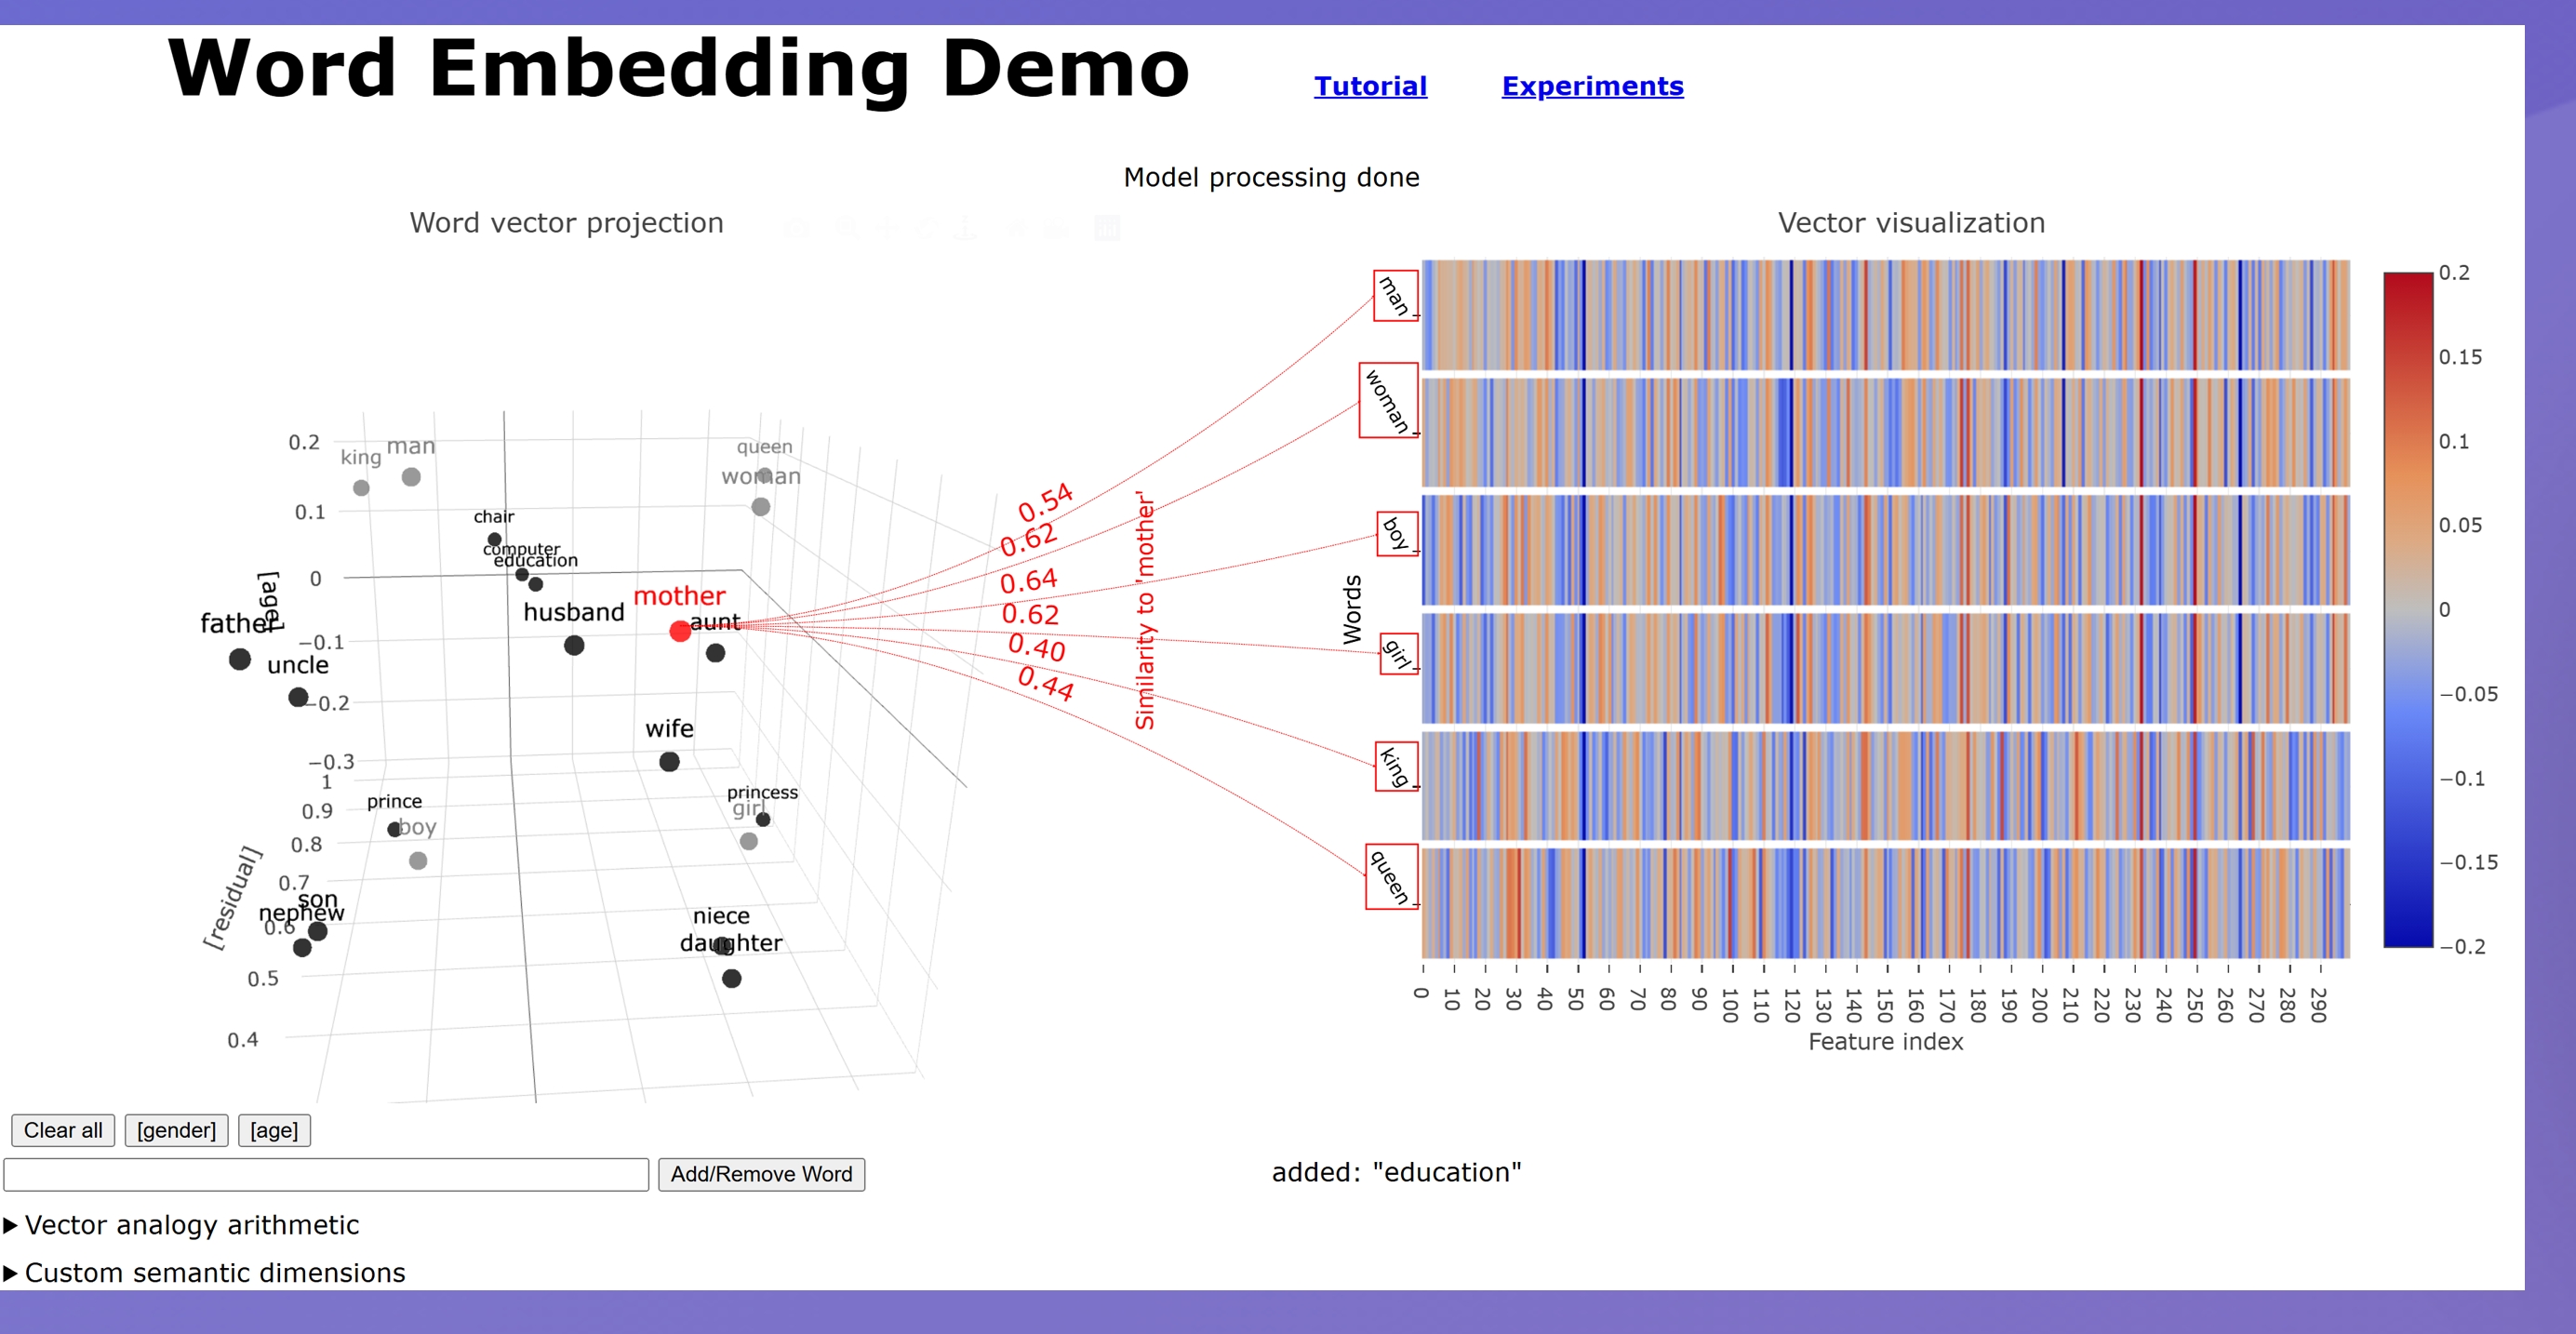 Word Embedding Demo
Tutorial
Experiments
Model processing done
Word vector projection
Vector visualization
0.2
0.1
0
−0.1
−0.2
−0.3
1
0.9
0.8
0.7
0.6
0.5
0.4
[age]
[residual]
king
man
queen
woman
chair
computer
education
mother
husband
aunt
father
uncle
wife
prince
boy
princess
girl
son
nephew
niece
daughter
0.54
0.62
0.64
0.62
0.40
0.44
Similarity to 'mother'
Words
man
woman
boy
girl
king
queen
0.2
0.15
0.1
0.05
0
−0.05
−0.1
−0.15
−0.2
0 10 20 30 40 50 60 70 80 90 100 110 120 130 140 150 160 170 180 190 200 210 220 230 240 250 260 270 280 290
Feature index
Clear all
[gender]
[age]
Add/Remove Word
added: "education"
Vector analogy arithmetic
Custom semantic dimensions